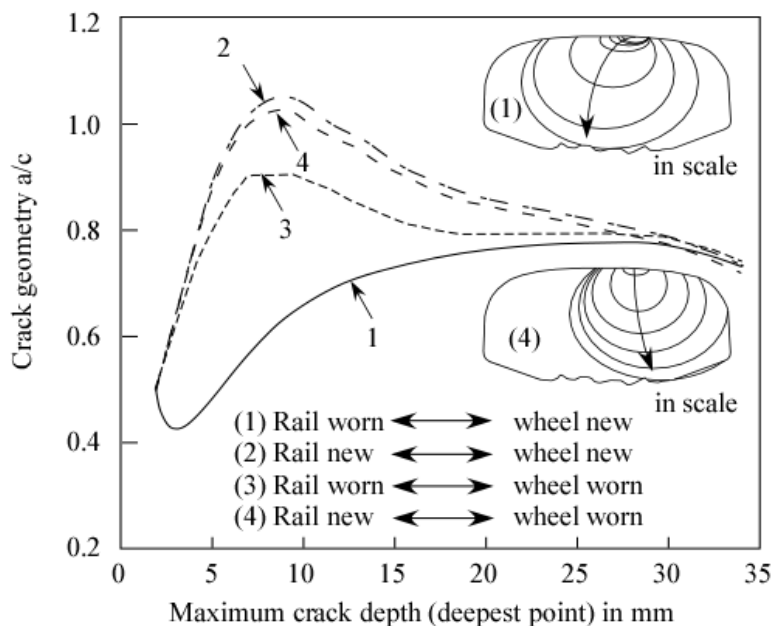 1.2
1.0
0.8
0.6
0.4
0.2
0
5
10
15
20
25
30
35
Crack geometry a/c
Maximum crack depth (deepest point) in mm
2
4
3
1
(1)
in scale
(4)
in scale
(1) Rail worn wheel new
(2) Rail new wheel new
(3) Rail worn wheel worn
(4) Rail new wheel worn